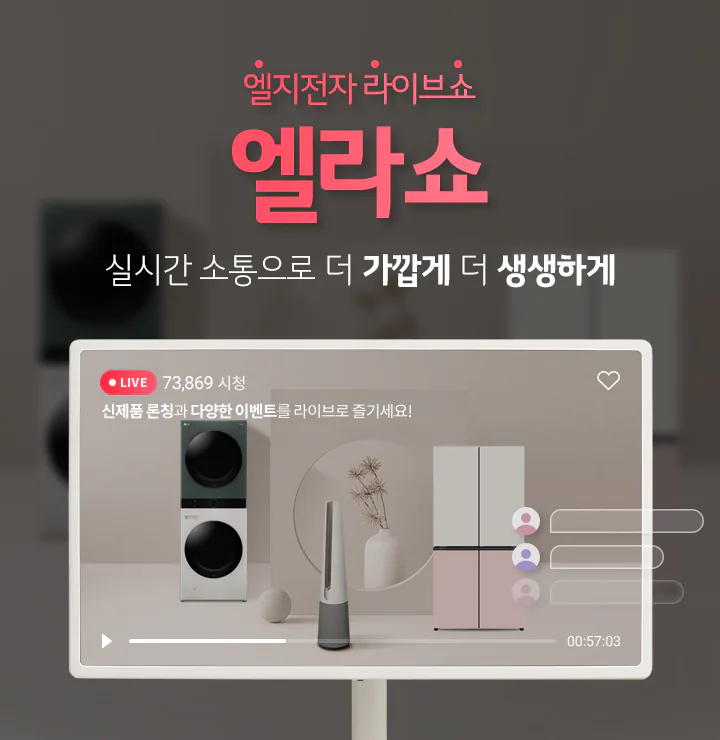 엘지전자 라이브쇼
엘라쇼
실시간 소통으로 더 가깝게 더 생생하게
LIVE 73,869 시청
신제품 론칭과 다양한 이벤트를 라이브로 즐기세요!
00:57:03